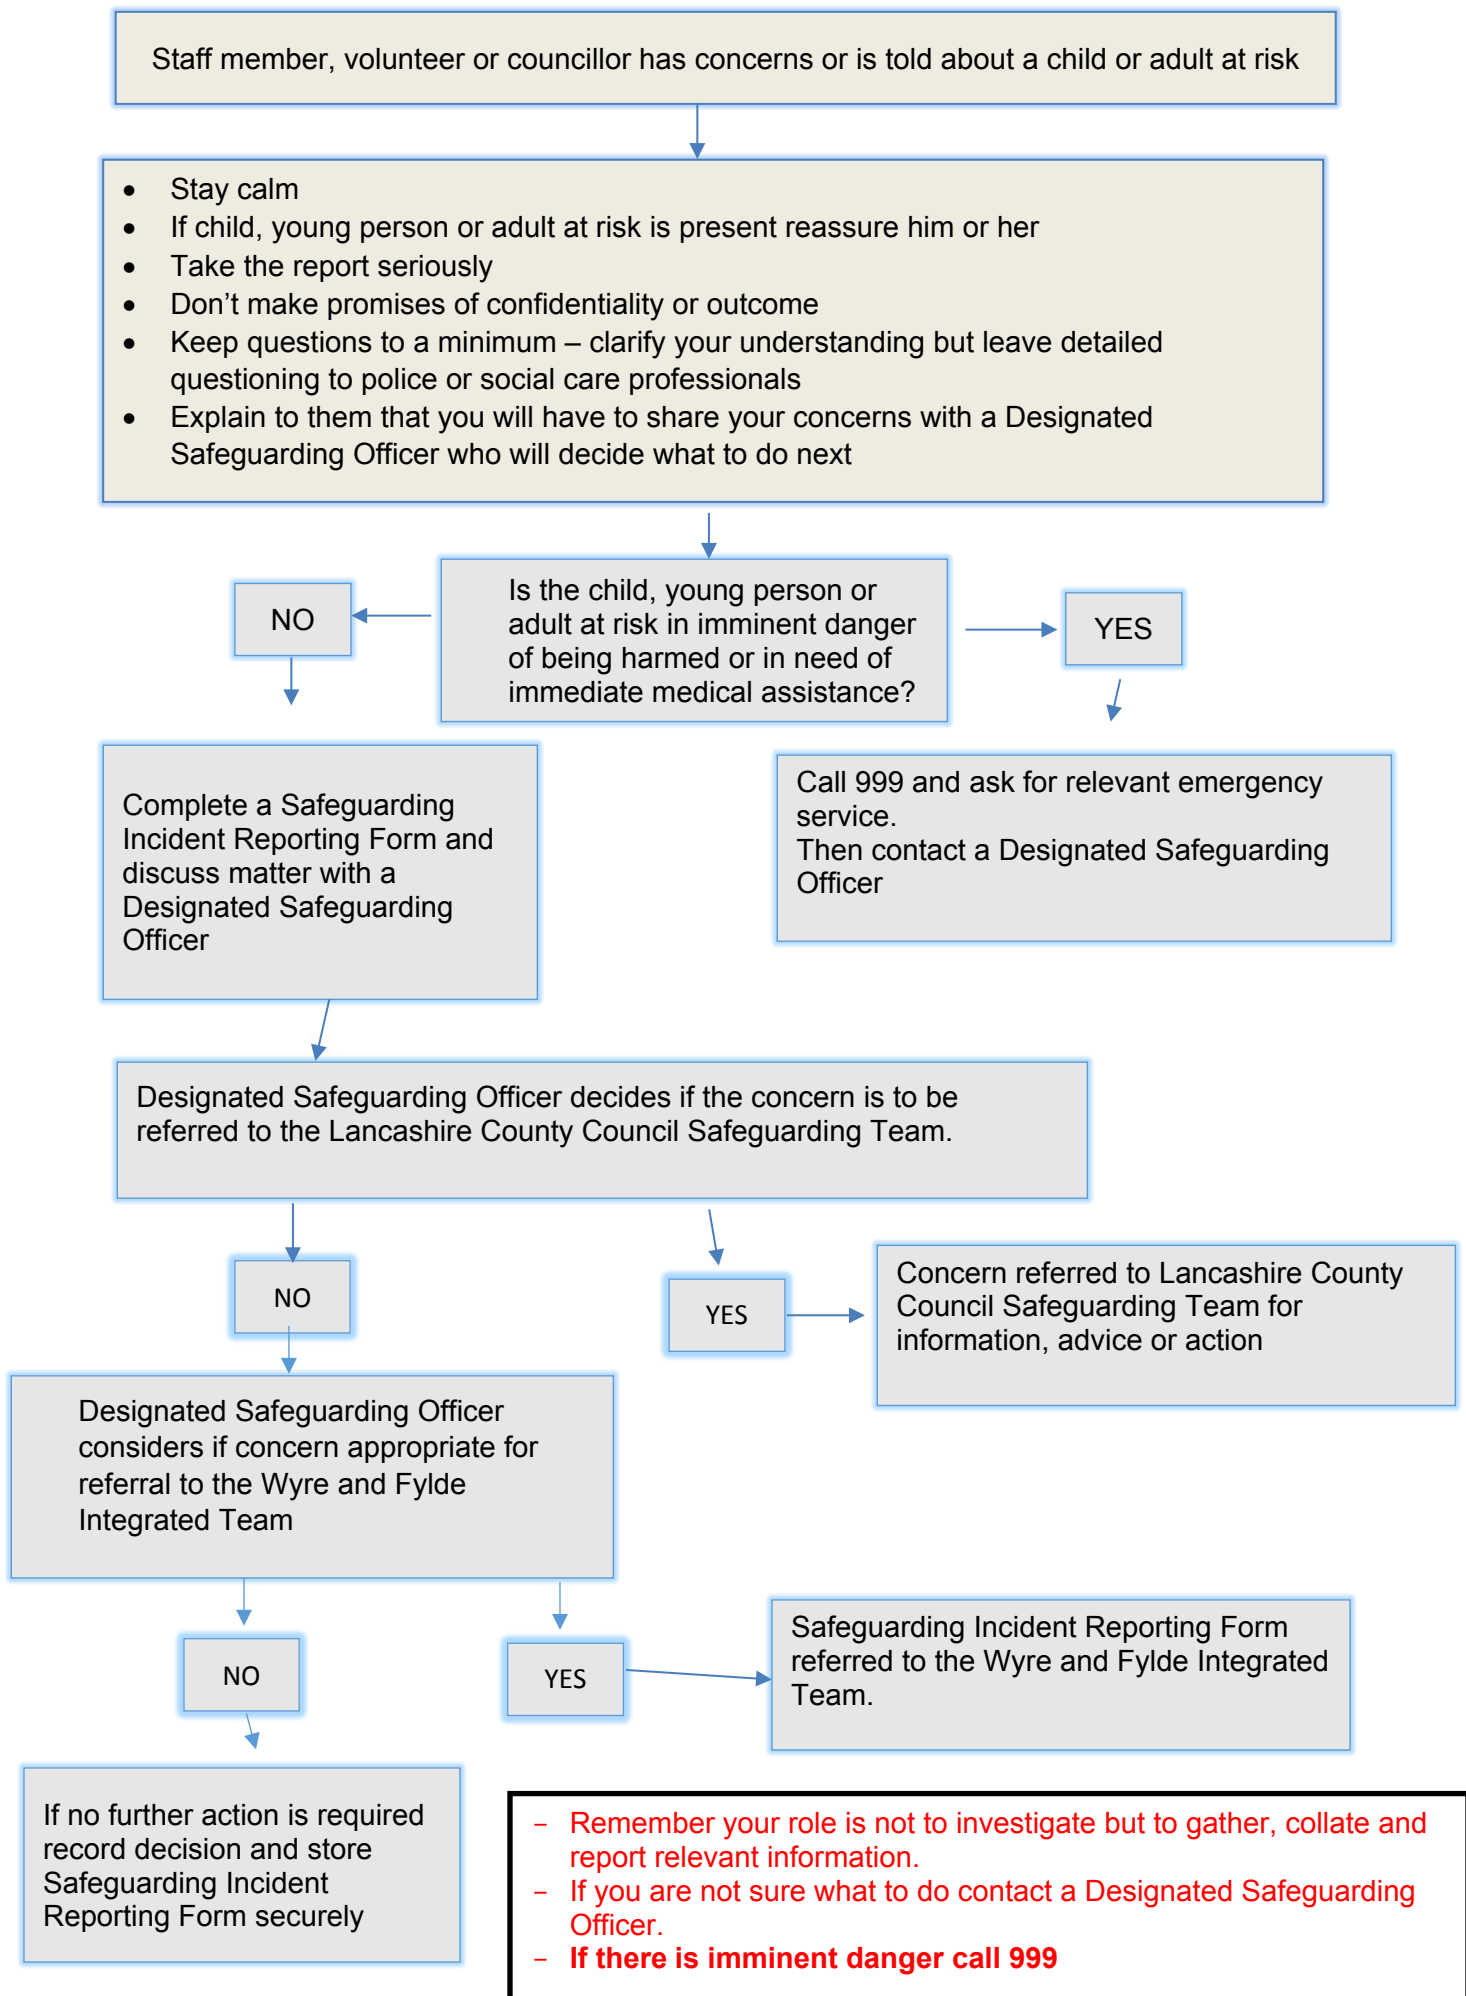 Staff member, volunteer or councillor has concerns or is told about a child or adult at risk
• Stay calm
• If child, young person or adult at risk is present reassure him or her
• Take the report seriously
• Don’t make promises of confidentiality or outcome
• Keep questions to a minimum – clarify your understanding but leave detailed
questioning to police or social care professionals
• Explain to them that you will have to share your concerns with a Designated
Safeguarding Officer who will decide what to do next
Is the child, young person or
adult at risk in imminent danger
of being harmed or in need of
immediate medical assistance?
NO
YES
Complete a Safeguarding
Incident Reporting Form and
discuss matter with a
Designated Safeguarding
Officer
Call 999 and ask for relevant emergency
service.
Then contact a Designated Safeguarding
Officer
Designated Safeguarding Officer decides if the concern is to be
referred to the Lancashire County Council Safeguarding Team.
NO
YES
Concern referred to Lancashire County
Council Safeguarding Team for
information, advice or action
Designated Safeguarding Officer
considers if concern appropriate for
referral to the Wyre and Fylde
Integrated Team
NO
YES
Safeguarding Incident Reporting Form
referred to the Wyre and Fylde Integrated
Team.
If no further action is required
record decision and store
Safeguarding Incident
Reporting Form securely
– Remember your role is not to investigate but to gather, collate and
report relevant information.
– If you are not sure what to do contact a Designated Safeguarding
Officer.
– If there is imminent danger call 999